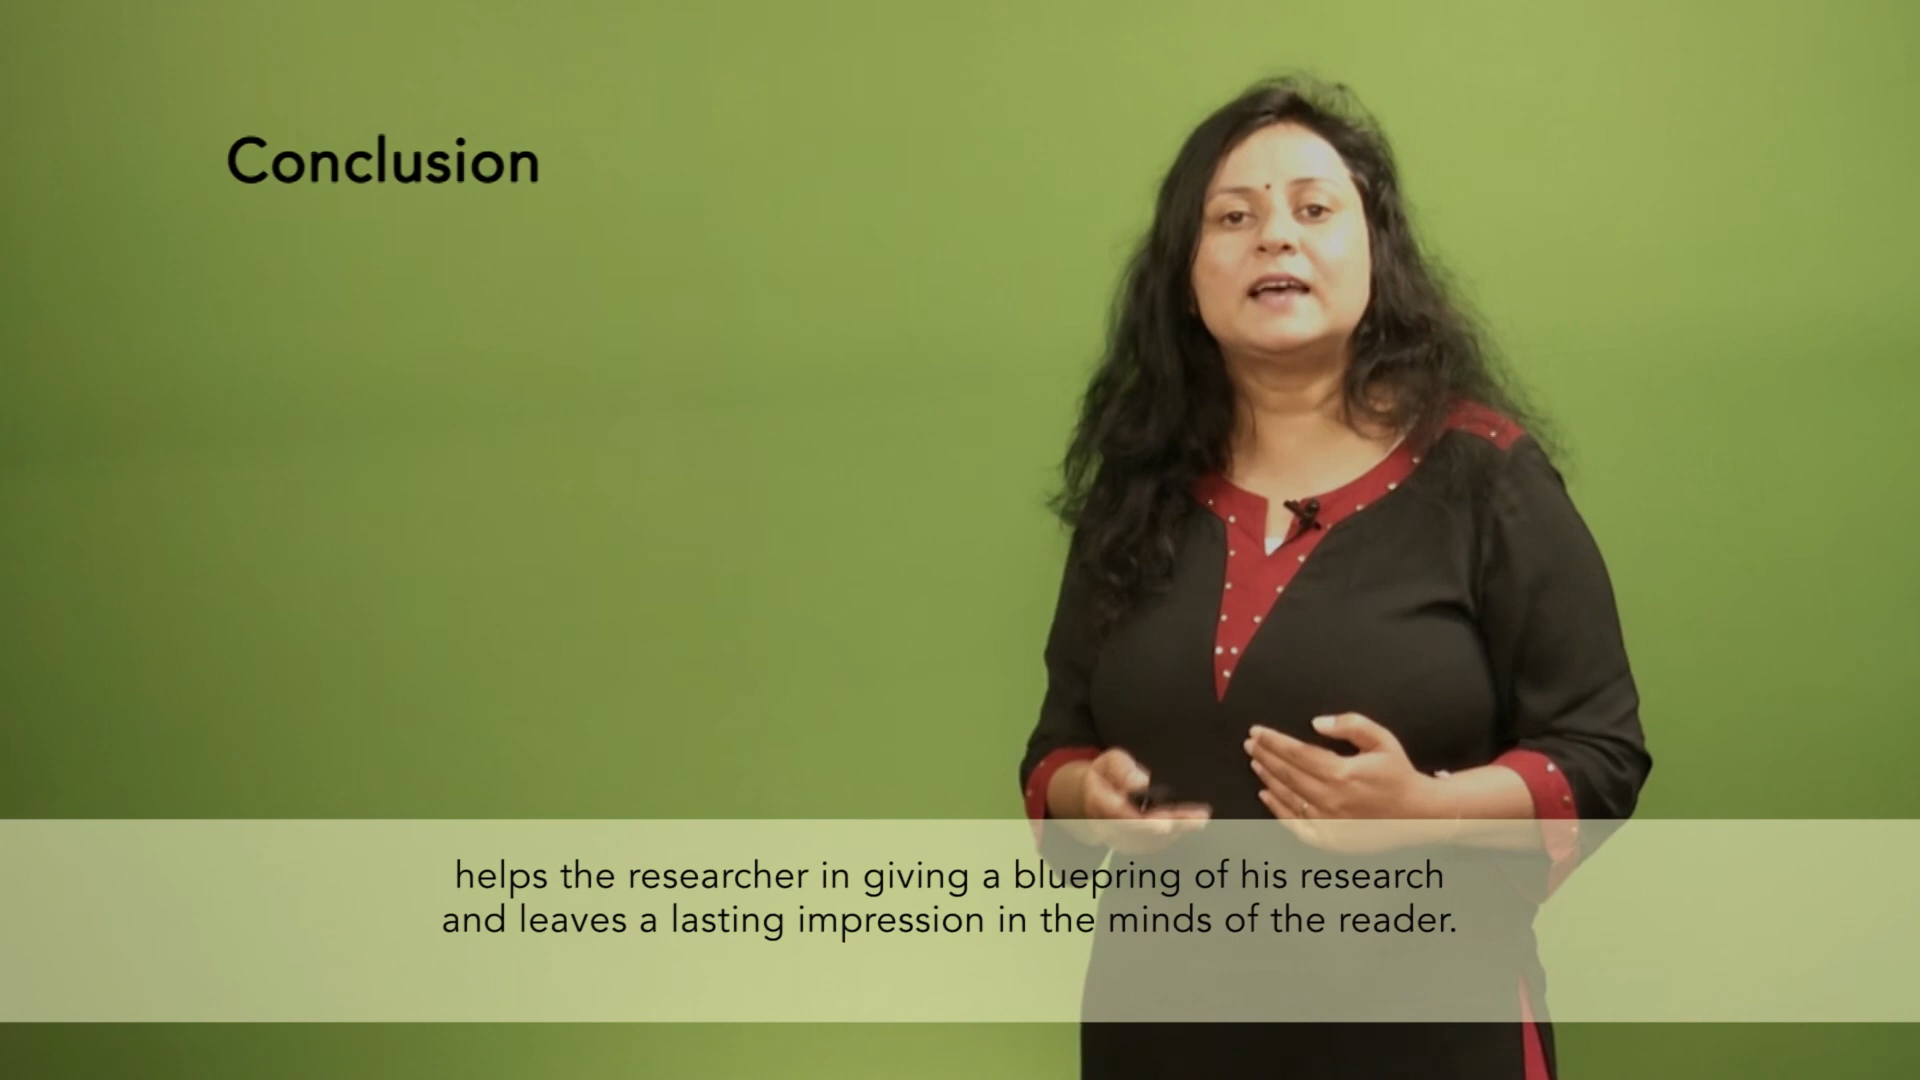 Conclusion
helps the researcher in giving a bluepring of his research
and leaves a lasting impression in the minds of the reader.